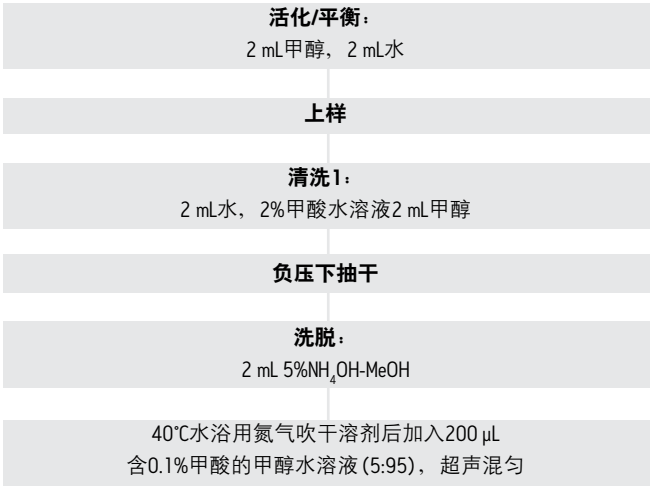 活化/平衡：
2 mL甲醇，2 mL水
上样
清洗1：
2 mL水，2%甲酸水溶液2 mL甲醇
负压下抽干
洗脱：
2 mL 5%NH₄OH-MeOH
40℃水浴用氮气吹干溶剂后加入200 μL
含0.1%甲酸的甲醇水溶液 (5:95)，超声混匀